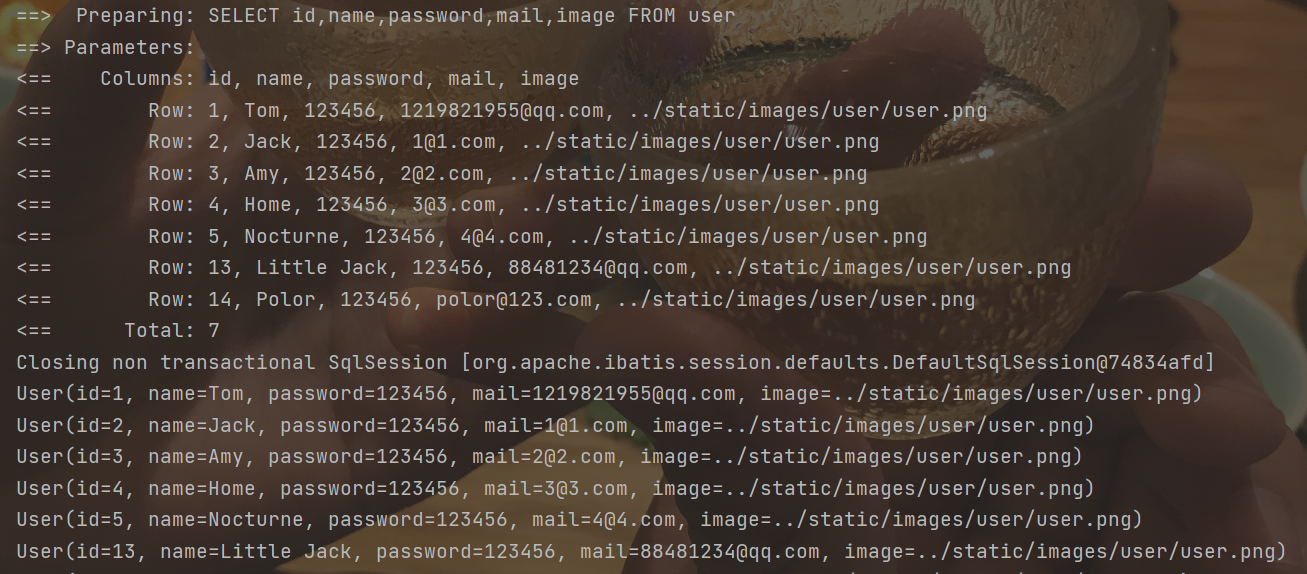 ==>  Preparing: SELECT id,name,password,mail,image FROM user
==> Parameters:
<==    Columns: id, name, password, mail, image
<==        Row: 1, Tom, 123456, 1219821955@qq.com, ../static/images/user/user.png
<==        Row: 2, Jack, 123456, 1@1.com, ../static/images/user/user.png
<==        Row: 3, Amy, 123456, 2@2.com, ../static/images/user/user.png
<==        Row: 4, Home, 123456, 3@3.com, ../static/images/user/user.png
<==        Row: 5, Nocturne, 123456, 4@4.com, ../static/images/user/user.png
<==        Row: 13, Little Jack, 123456, 88481234@qq.com, ../static/images/user/user.png
<==        Row: 14, Polor, 123456, polor@123.com, ../static/images/user/user.png
<==      Total: 7
Closing non transactional SqlSession [org.apache.ibatis.session.defaults.DefaultSqlSession@74834afd]
User(id=1, name=Tom, password=123456, mail=1219821955@qq.com, image=../static/images/user/user.png)
User(id=2, name=Jack, password=123456, mail=1@1.com, image=../static/images/user/user.png)
User(id=3, name=Amy, password=123456, mail=2@2.com, image=../static/images/user/user.png)
User(id=4, name=Home, password=123456, mail=3@3.com, image=../static/images/user/user.png)
User(id=5, name=Nocturne, password=123456, mail=4@4.com, image=../static/images/user/user.png)
User(id=13, name=Little Jack, password=123456, mail=88481234@qq.com, image=../static/images/user/user.png)